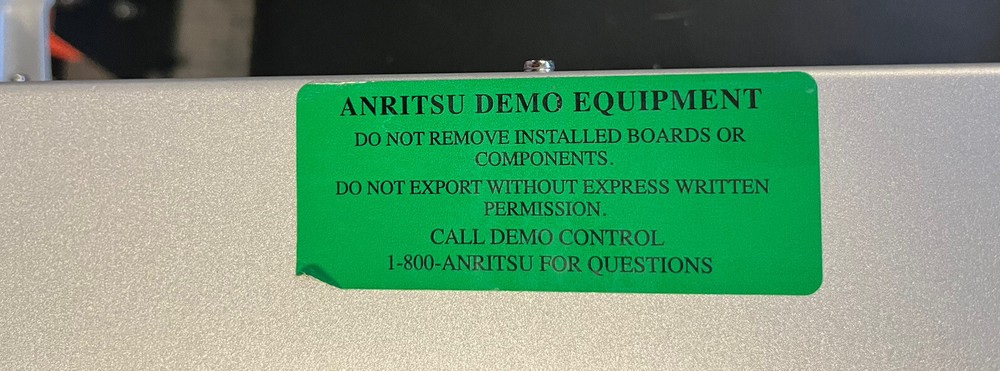 ANRITSU DEMO EQUIPMENT
DO NOT REMOVE INSTALLED BOARDS OR
COMPONENTS.
DO NOT EXPORT WITHOUT EXPRESS WRITTEN
PERMISSION.
CALL DEMO CONTROL
1-800-ANRITSU FOR QUESTIONS